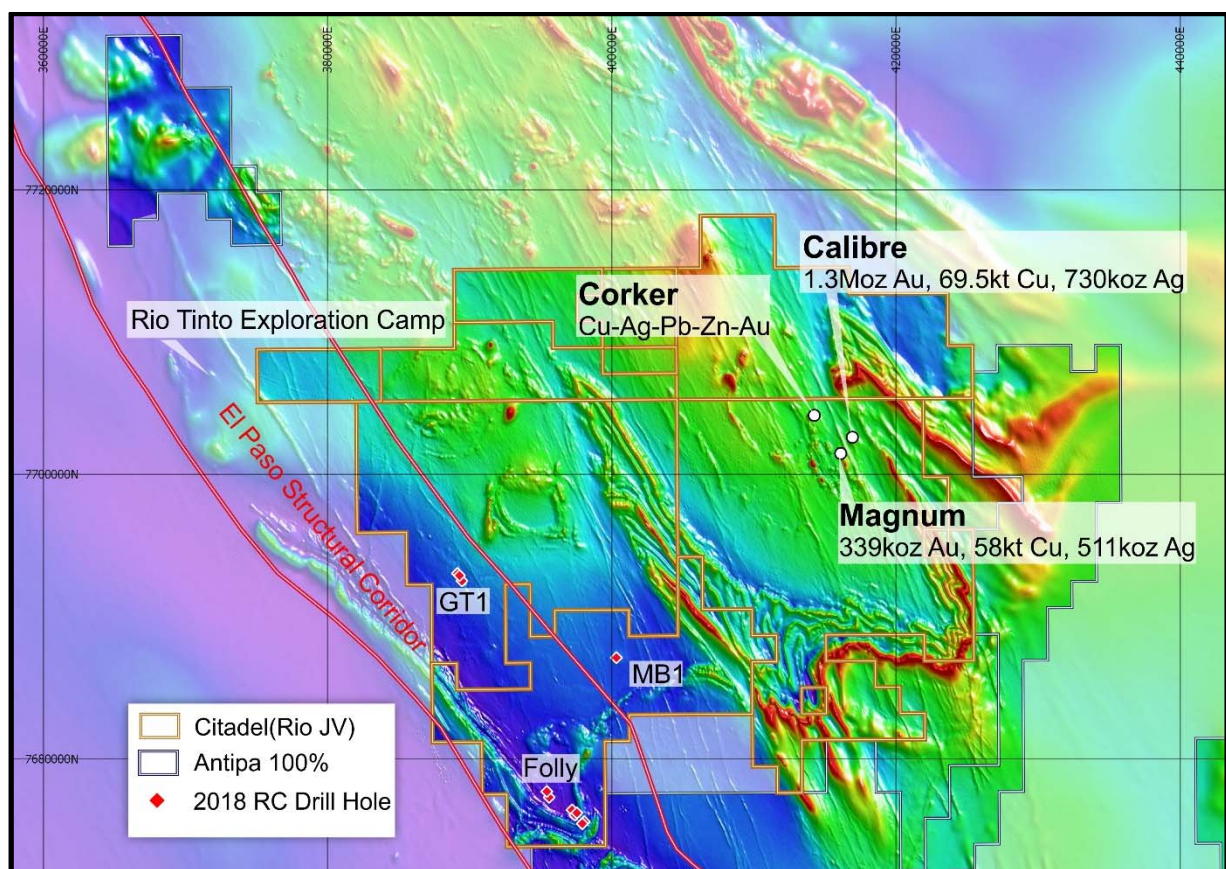 360000E
380000E
400000E
420000E
440000E
7720000N
Calibre
1.3Moz Au, 69.5kt Cu, 730koz Ag
Corker
Cu-Ag-Pb-Zn-Au
Rio Tinto Exploration Camp
El Paso Structural Corridor
7700000N
Magnum
339koz Au, 58kt Cu, 511koz Ag
GT1
MB1
Citadel(Rio JV)
Antipa 100%
2018 RC Drill Hole
7680000N
Folly